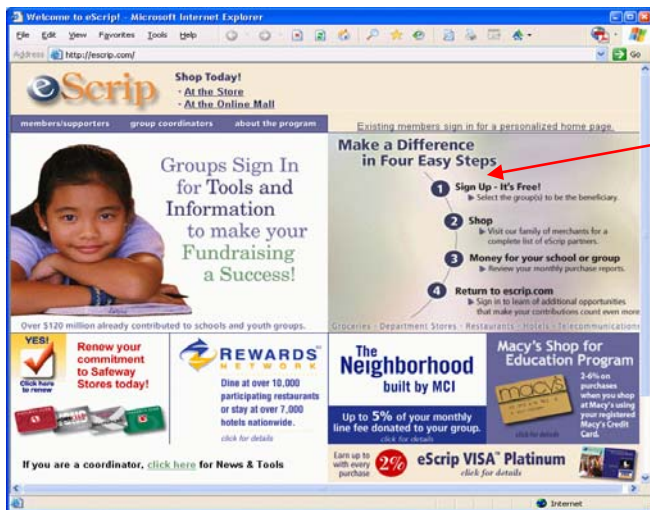 Welcome to eScrip! - Microsoft Internet Explorer
File Edit View Favorites Tools Help
Address http://escrip.com/ Go
eScrip
Shop Today!
- At the Store
- At the Online Mall
members/supporters group coordinators about the program
Existing members sign in for a personalized home page.
Groups Sign In
for Tools and
Information
to make your
Fundraising
a Success!
Over $120 million already contributed to schools and youth groups.
Make a Difference
in Four Easy Steps
1 Sign Up - It's Free!
Select the group(s) to be the beneficiary.
2 Shop
Visit our family of merchants for a
complete list of eScrip partners.
3 Money for your school or group
Review your monthly purchase reports.
4 Return to escrip.com
Sign in to learn of additional opportunities
that make your contributions count even more
Groceries - Department Stores - Restaurants - Hotels - Telecommunications
YES!
Click here
to renew
Renew your
commitment
to Safeway
Stores today!
REWARDS
NETWORK
Dine at over 10,000
participating restaurants
or stay at over 7,000
hotels nationwide.
click for details
The
Neighborhood
built by MCI
Up to 5% of your monthly
line fee donated to your group.
click for details
Macy's Shop for
Education Program
macy's
click for details
2-6% on
purchases
when you shop
at Macy's using
your registered
Macy's Credit
Card.
If you are a coordinator, click here for News & Tools
Earn up to
with every
purchase
2%
eScrip VISA Platinum
click for details
Internet